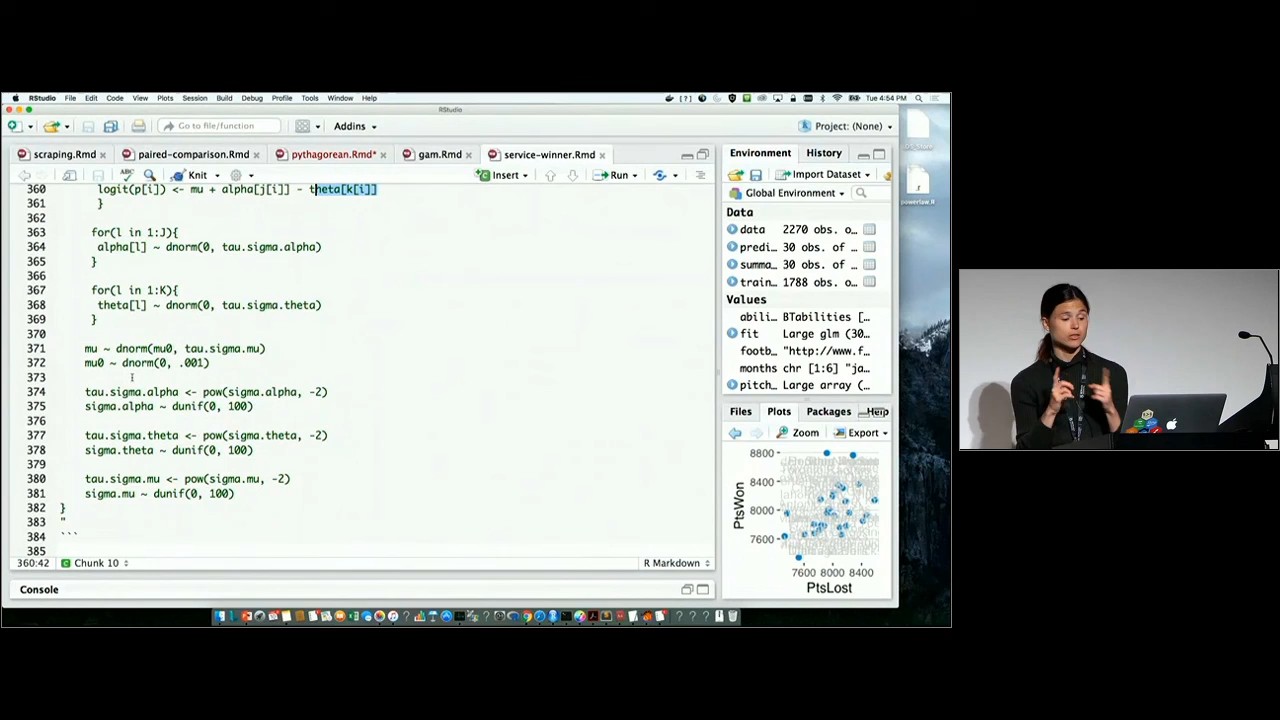 RStudio File Edit Code View Plots Session Build Debug Profile Tools Window Help Tue 4:54 PM
RStudio
Go to file/function Addins Project: (None)
scraping.Rmd paired-comparison.Rmd pythagorean.Rmd* gam.Rmd service-winner.Rmd
Knit Insert Run
360 logit(p[i]) <- mu + alpha[j[i]] - theta[k[i]]
361 }
362
363 for(l in 1:J){
364 alpha[l] ~ dnorm(0, tau.sigma.alpha)
365 }
366
367 for(l in 1:K){
368 theta[l] ~ dnorm(0, tau.sigma.theta)
369 }
370
371 mu ~ dnorm(mu0, tau.sigma.mu)
372 mu0 ~ dnorm(0, .001)
373
374 tau.sigma.alpha <- pow(sigma.alpha, -2)
375 sigma.alpha ~ dunif(0, 100)
376
377 tau.sigma.theta <- pow(sigma.theta, -2)
378 sigma.theta ~ dunif(0, 100)
379
380 tau.sigma.mu <- pow(sigma.mu, -2)
381 sigma.mu ~ dunif(0, 100)
382 }
383 "
384 ```
385
360:42 Chunk 10 R Markdown
Console
Environment History
Import Dataset
Global Environment
Data
data 2270 obs. o…
predi… 30 obs. of
summa… 30 obs. of
train… 1788 obs. o…
Values
abili… BTabilities [...
fit Large glm (30…
footb… "http://www.f…
months chr [1:10] "ja…
pitch… Large array (…
Files Plots Packages Help
Zoom Export
PtsWon
8800
8400
8000
7600
7600 8000 8400
PtsLost
powerlaw.R